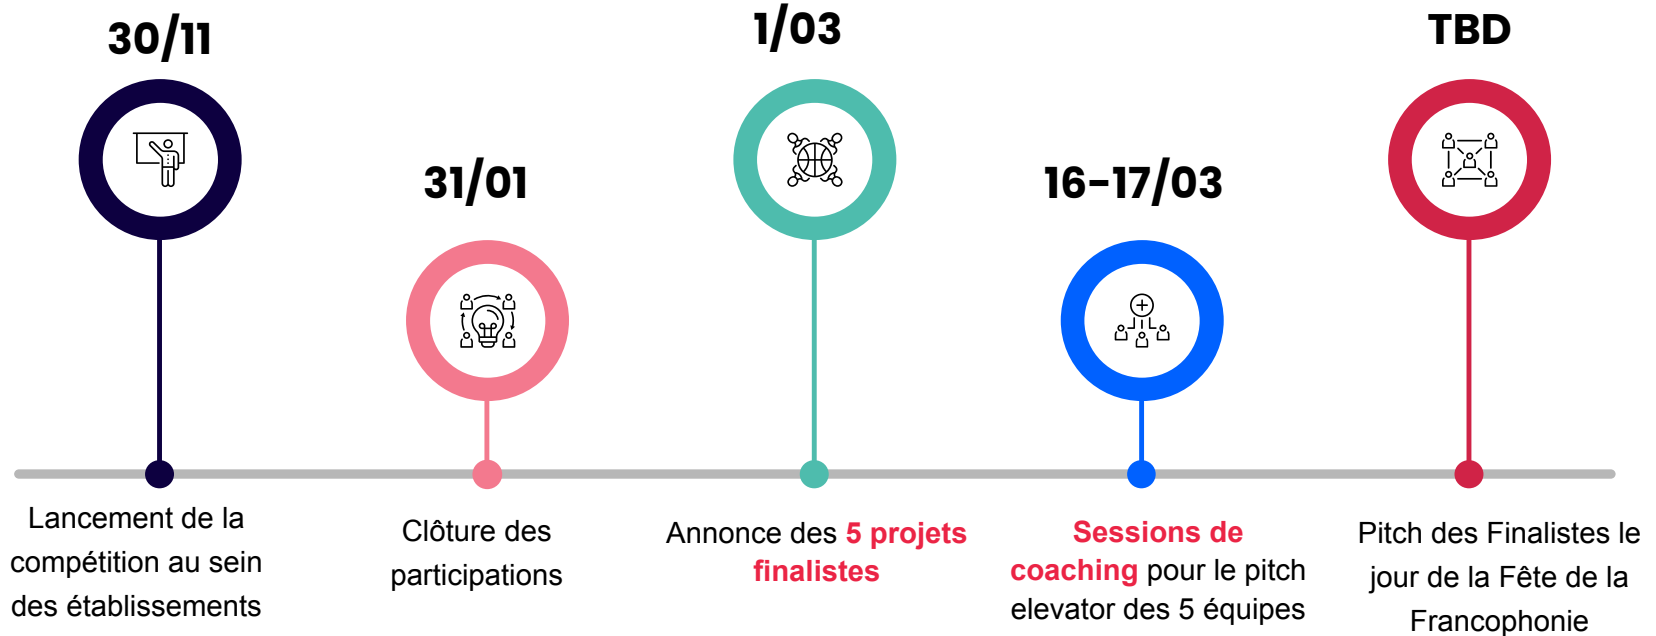 30/11
Lancement de la
compétition au sein
des établissements
31/01
Clôture des
participations
1/03
Annonce des 5 projets
finalistes
16-17/03
Sessions de
coaching pour le pitch
elevator des 5 équipes
TBD
Pitch des Finalistes le
jour de la Fête de la
Francophonie